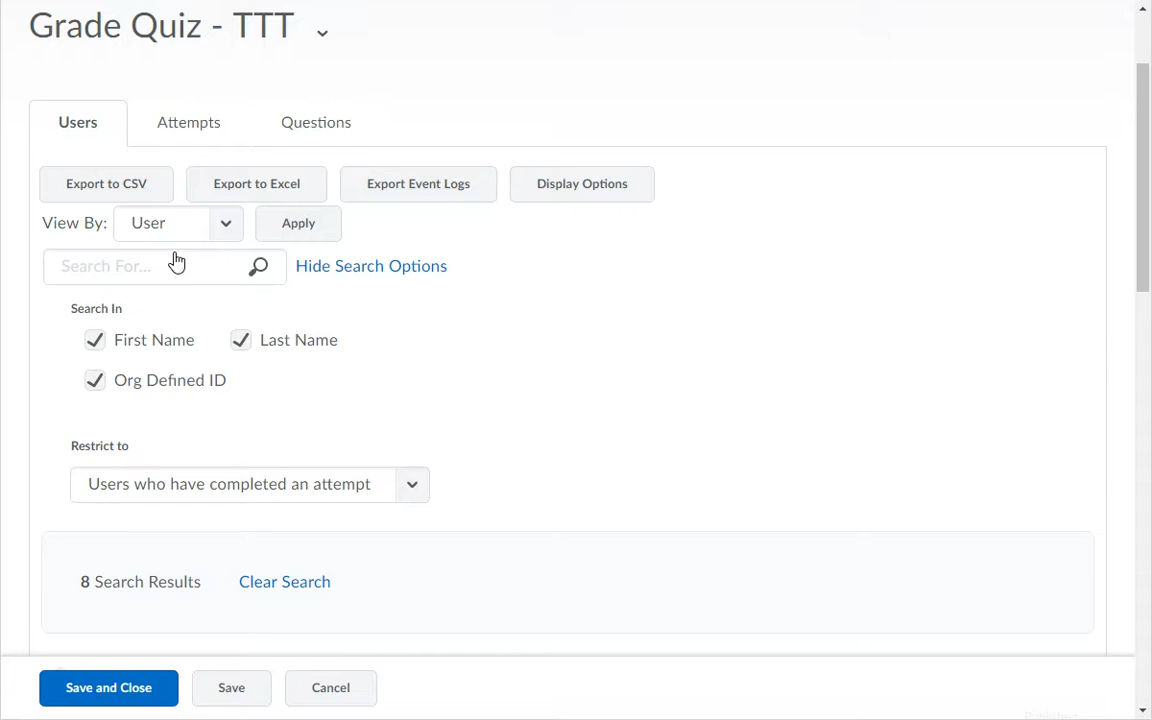 Grade Quiz - TTT
Users Attempts Questions
Export to CSV Export to Excel Export Event Logs Display Options
View By: User Apply
Search For... Hide Search Options
Search In
First Name Last Name
Org Defined ID
Restrict to
Users who have completed an attempt
8 Search Results Clear Search
Save and Close Save Cancel